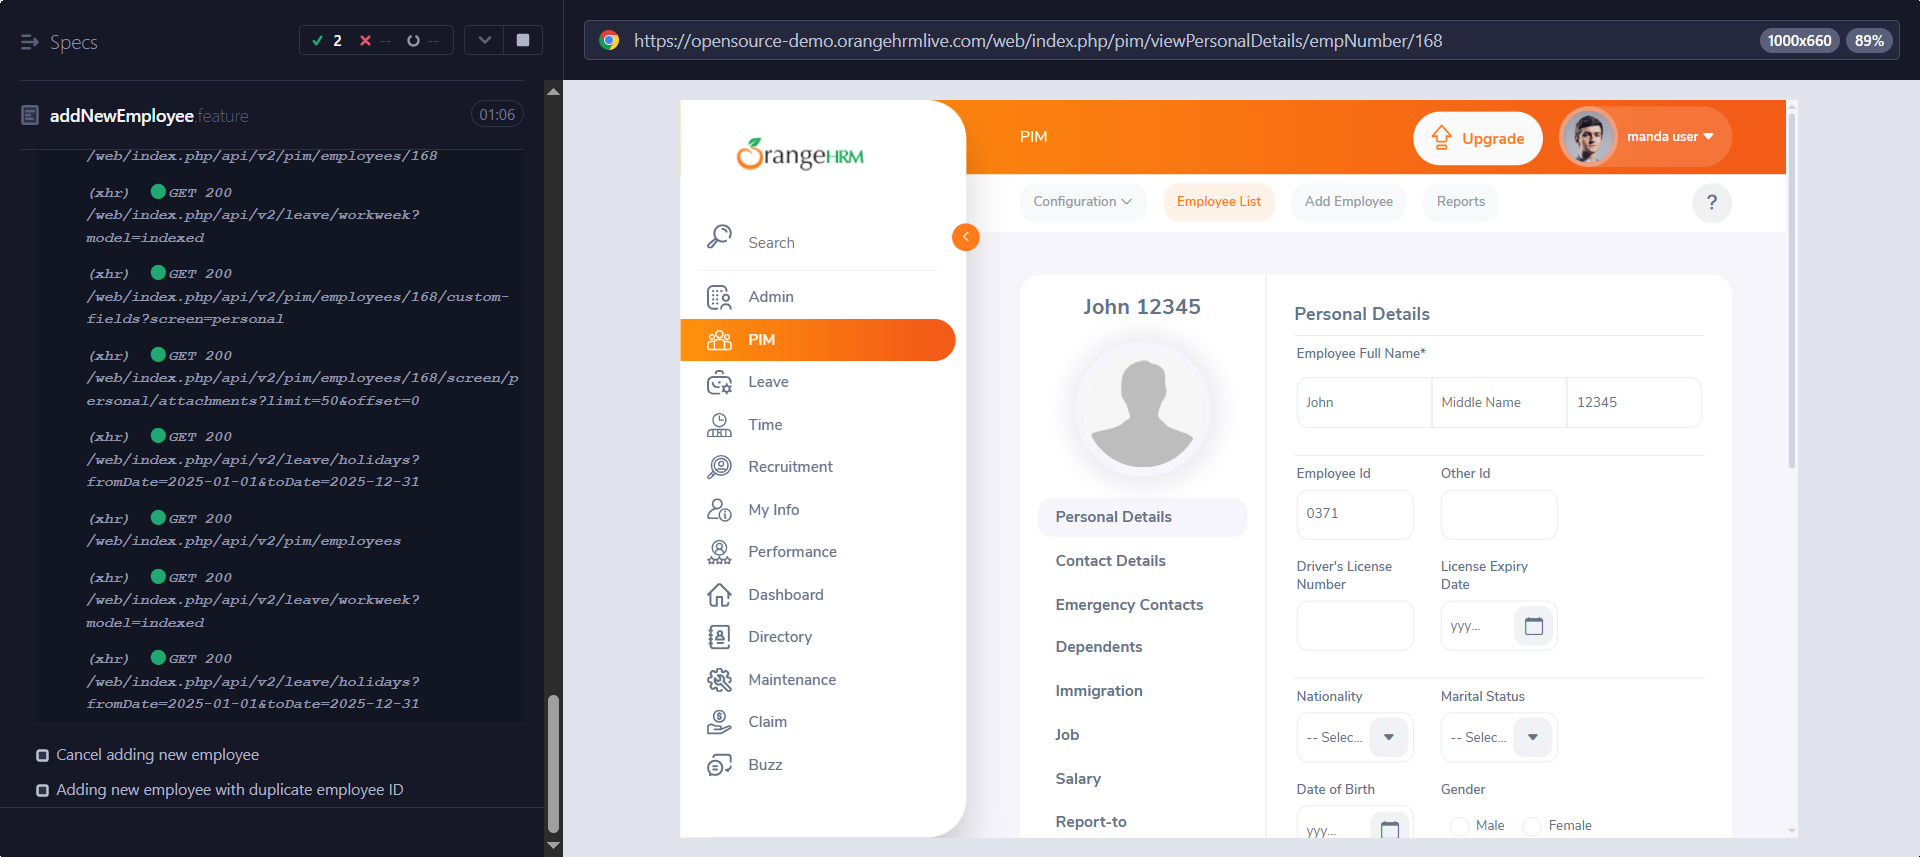 Specs
2
--
--
https://opensource-demo.orangehrmlive.com/web/index.php/pim/viewPersonalDetails/empNumber/168
1000x660
89%
addNewEmployee.feature
01:06
/web/index.php/api/v2/pim/employees/168
(xhr) GET 200
/web/index.php/api/v2/leave/workweek?
model=indexed
(xhr) GET 200
/web/index.php/api/v2/pim/employees/168/custom-
fields?screen=personal
(xhr) GET 200
/web/index.php/api/v2/pim/employees/168/screen/p
ersonal/attachments?limit=50&offset=0
(xhr) GET 200
/web/index.php/api/v2/leave/holidays?
fromDate=2025-01-01&toDate=2025-12-31
(xhr) GET 200
/web/index.php/api/v2/pim/employees
(xhr) GET 200
/web/index.php/api/v2/leave/workweek?
model=indexed
(xhr) GET 200
/web/index.php/api/v2/leave/holidays?
fromDate=2025-01-01&toDate=2025-12-31
Cancel adding new employee
Adding new employee with duplicate employee ID
OrangeHRM
Search
Admin
PIM
Leave
Time
Recruitment
My Info
Performance
Dashboard
Directory
Maintenance
Claim
Buzz
PIM
Upgrade
manda user
Configuration
Employee List
Add Employee
Reports
?
John 12345
Personal Details
Contact Details
Emergency Contacts
Dependents
Immigration
Job
Salary
Report-to
Personal Details
Employee Full Name*
John
Middle Name
12345
Employee Id
Other Id
0371
Driver's License
Number
License Expiry
Date
yyy...
Nationality
Marital Status
-- Selec...
-- Selec...
Date of Birth
Gender
yyy...
Male
Female